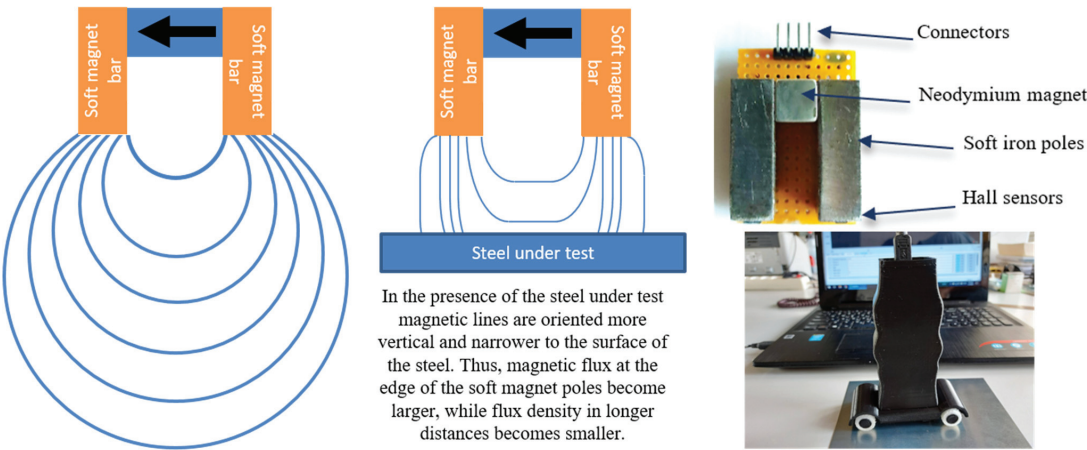 Soft magnet
bar
Soft magnet
bar
Soft magnet
bar
Soft magnet
bar
Steel under test
In the presence of the steel under test
magnetic lines are oriented more
vertical and narrower to the surface of
the steel. Thus, magnetic flux at the
edge of the soft magnet poles become
larger, while flux density in longer
distances becomes smaller.
Connectors
Neodymium magnet
Soft iron poles
Hall sensors